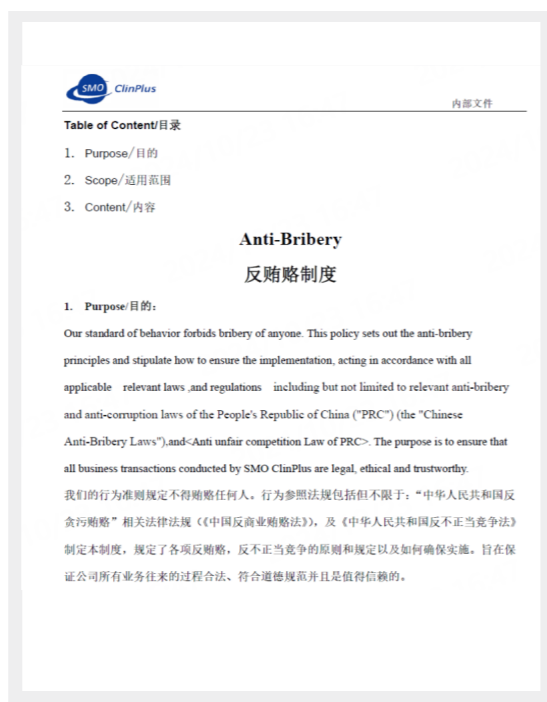 SMO ClinPlus
内部文件
Table of Content/目录
1. Purpose/目的
2. Scope/适用范围
3. Content/内容
Anti-Bribery
反贿赂制度
1. Purpose/目的：
Our standard of behavior forbids bribery of anyone. This policy sets out the anti-bribery
principles and stipulate how to ensure the implementation, acting in accordance with all
applicable relevant laws ,and regulations including but not limited to relevant anti-bribery
and anti-corruption laws of the People's Republic of China ("PRC") (the "Chinese
Anti-Bribery Laws"),and<Anti unfair competition Law of PRC>. The purpose is to ensure that
all business transactions conducted by SMO ClinPlus are legal, ethical and trustworthy.
我们的行为准则规定不得贿赂任何人。行为参照法规包括但不限于：“中华人民共和国反
贪污贿赂”相关法律法规（《中国反商业贿赂法》），及《中华人民共和国反不正当竞争法》
制定本制度，规定了各项反贿赂，反不正当竞争的原则和规定以及如何确保实施。旨在保
证公司所有业务往来的过程合法、符合道德规范并且是值得信赖的。